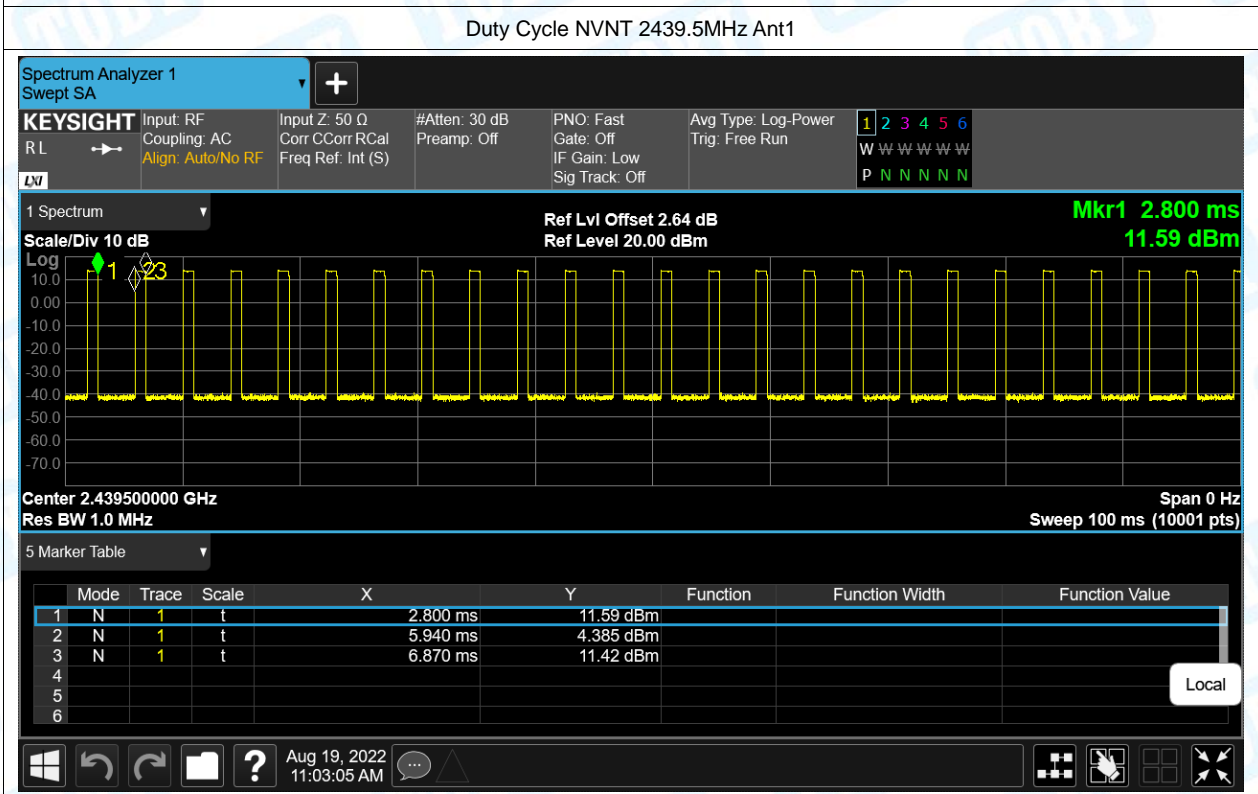 Duty Cycle NVNT 2439.5MHz Ant1
Spectrum Analyzer 1
Swept SA
+
KEYSIGHT
RL
LXI
Input: RF
Coupling: AC
Align: Auto/No RF
Input Z: 50 Ω
Corr CCorr RCal
Freq Ref: Int (S)
#Atten: 30 dB
Preamp: Off
PNO: Fast
Gate: Off
IF Gain: Low
Sig Track: Off
Avg Type: Log-Power
Trig: Free Run
1 2 3 4 5 6
W W W W W W
P N N N N N
1 Spectrum
Scale/Div 10 dB
Ref Lvl Offset 2.64 dB
Ref Level 20.00 dBm
Mkr1 2.800 ms
11.59 dBm
Log
1
2
3
10.0
0.00
-10.0
-20.0
-30.0
-40.0
-50.0
-60.0
-70.0
Center 2.439500000 GHz
Res BW 1.0 MHz
Span 0 Hz
Sweep 100 ms (10001 pts)
5 Marker Table
Mode Trace Scale X Y Function Function Width Function Value
1 N 1 t 2.800 ms 11.59 dBm
2 N 1 t 5.940 ms 4.385 dBm
3 N 1 t 6.870 ms 11.42 dBm
4
5
6
Local
?
Aug 19, 2022
11:03:05 AM